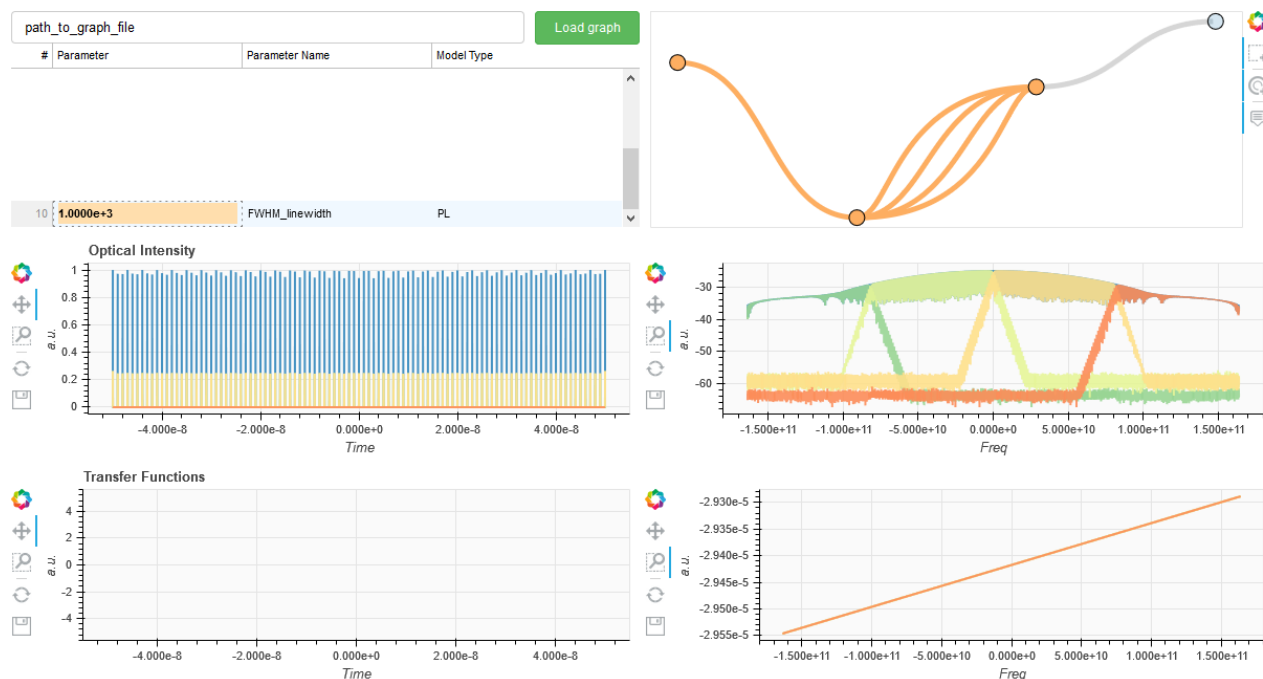 path_to_graph_file
Load graph
# Parameter Parameter Name Model Type
10 1.0000e+3 FWHM_linewidth PL
Optical Intensity
1
0.8
0.6
0.4
0.2
0
a.u.
-4.000e-8 -2.000e-8 0.000e+0 2.000e-8 4.000e-8
Time
-30
-40
-50
-60
a.u.
-1.500e+11 -1.000e+11 -5.000e+10 0.000e+0 5.000e+10 1.000e+11 1.500e+11
Freq
Transfer Functions
4
2
0
-2
-4
a.u.
-4.000e-8 -2.000e-8 0.000e+0 2.000e-8 4.000e-8
Time
-2.930e-5
-2.935e-5
-2.940e-5
-2.945e-5
-2.950e-5
-2.955e-5
a.u.
-1.500e+11 -1.000e+11 -5.000e+10 0.000e+0 5.000e+10 1.000e+11 1.500e+11
Freq